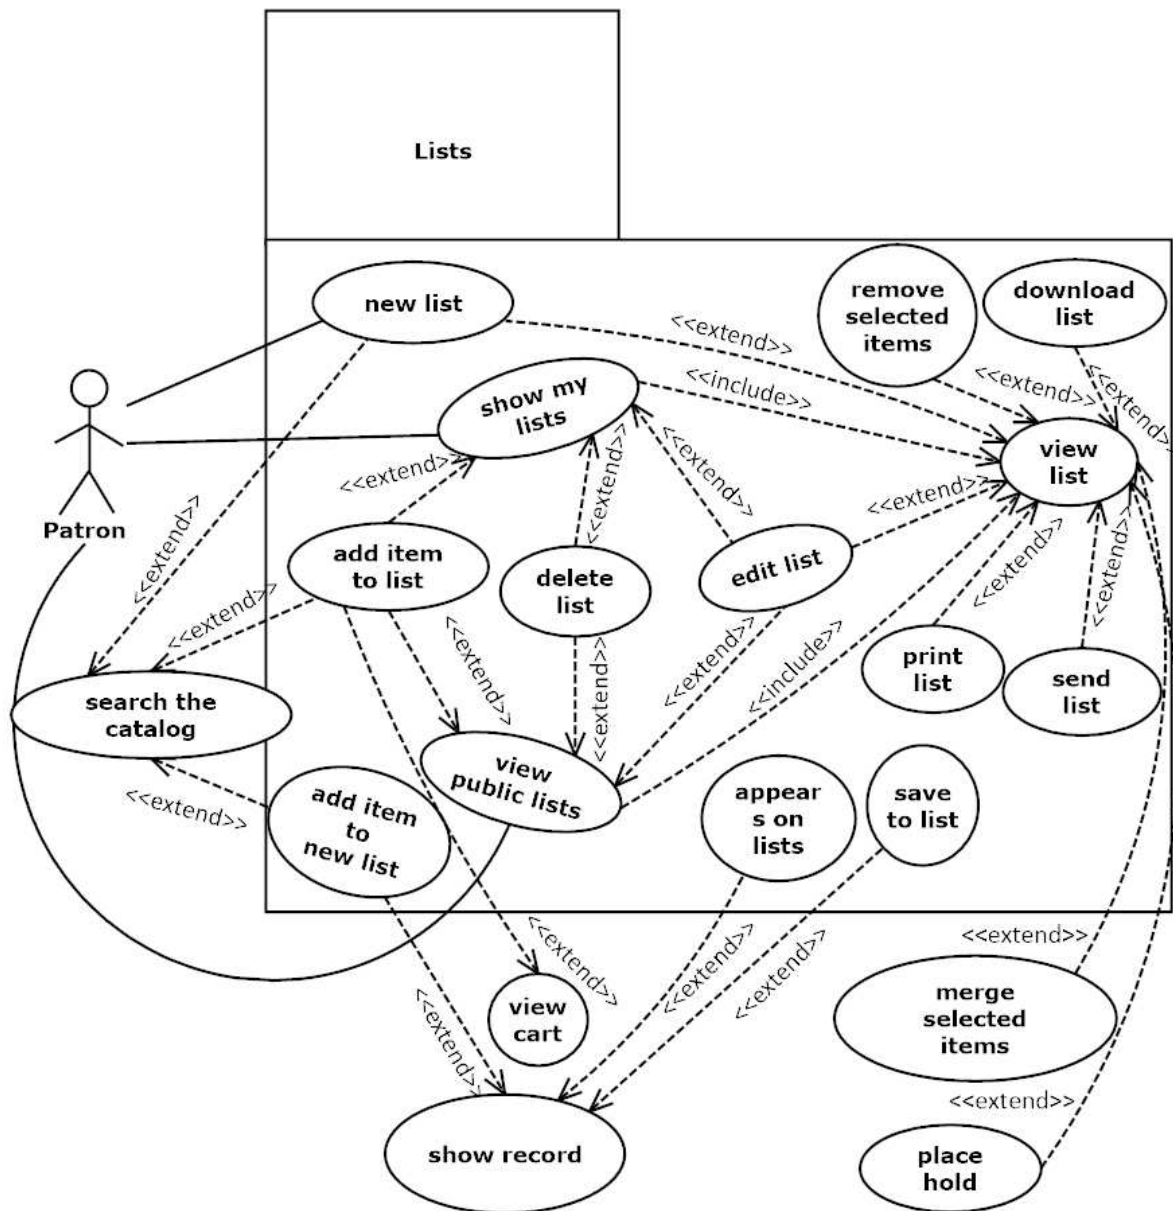 Lists
new list
remove
selected
items
download
list
<<extend>>
<<extend>>
<<extend>>
show my
lists
<<include>>
view
list
Patron
<<extend>>
<<extend>>
<<extend>>
<<extend>>
<<extend>>
add item
to list
delete
list
edit list
<<extend>>
<<extend>>
<<extend>>
<<extend>>
<<extend>>
<<extend>>
<<extend>>
<<include>>
print
list
send
list
search the
catalog
view
public lists
<<extend>>
add item
to
new list
appear
s on
lists
save
to list
<<extend>>
<<extend>>
<<extend>>
<<extend>>
<<extend>>
view
cart
merge
selected
items
<<extend>>
show record
place
hold